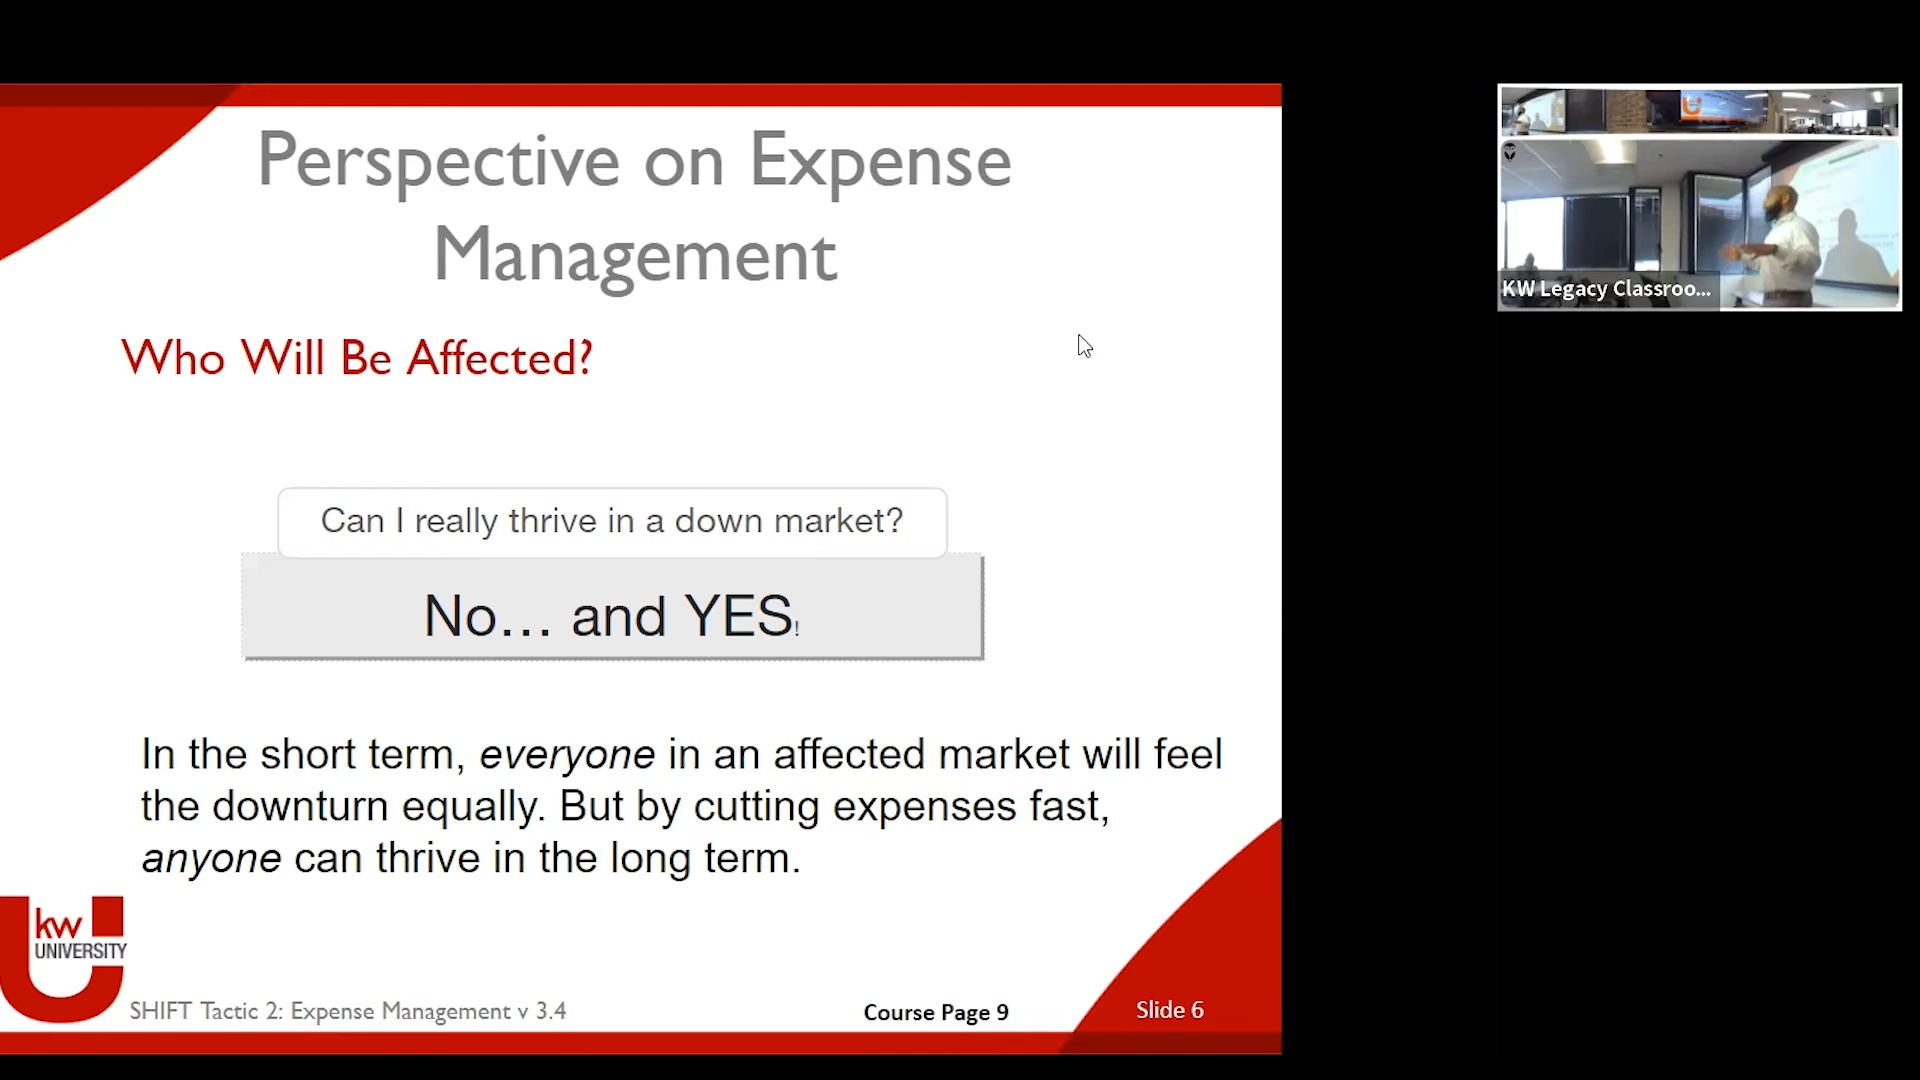 Perspective on Expense
Management
Who Will Be Affected?
Can I really thrive in a down market?
No... and YES!
In the short term, everyone in an affected market will feel
the downturn equally. But by cutting expenses fast,
anyone can thrive in the long term.
kw
UNIVERSITY
SHIFT Tactic 2: Expense Management v 3.4
Course Page 9
Slide 6
KW Legacy Classroo...